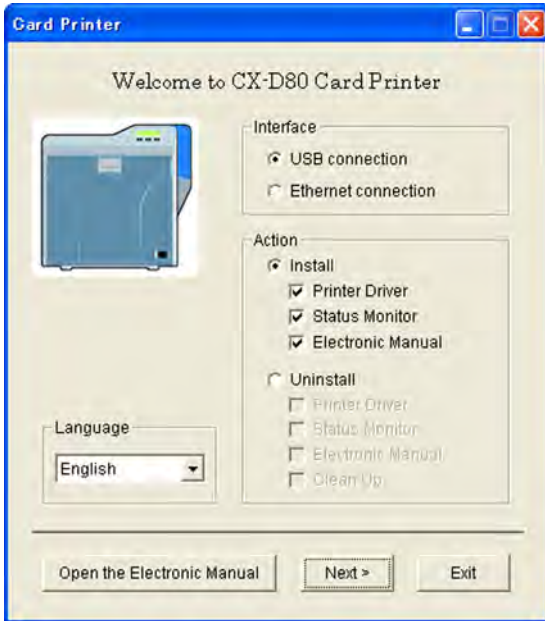 Card Printer
Welcome to CX-D80 Card Printer
Interface
USB connection
Ethernet connection
Action
Install
Printer Driver
Status Monitor
Electronic Manual
Uninstall
Printer Driver
Status Monitor
Electronic Manual
Clean Up
Language
English
Open the Electronic Manual
Next >
Exit